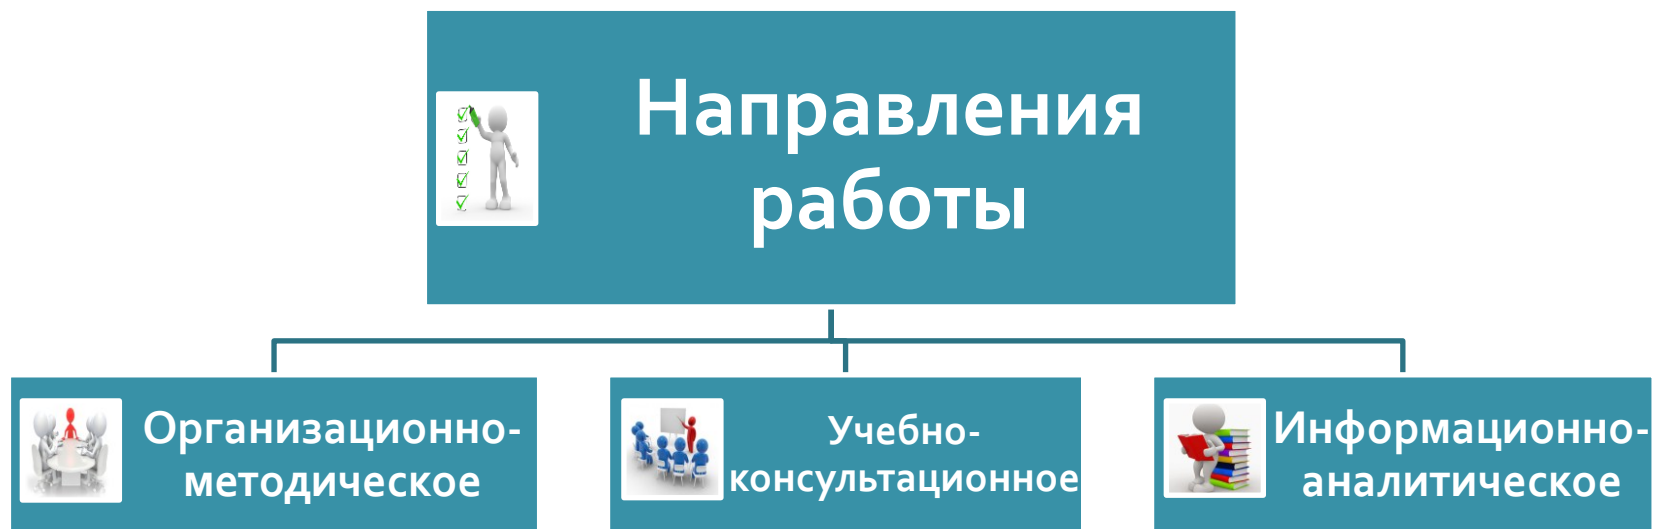 Направления
работы
Организационно-
методическое
Учебно-
консультационное
Информационно-
аналитическое